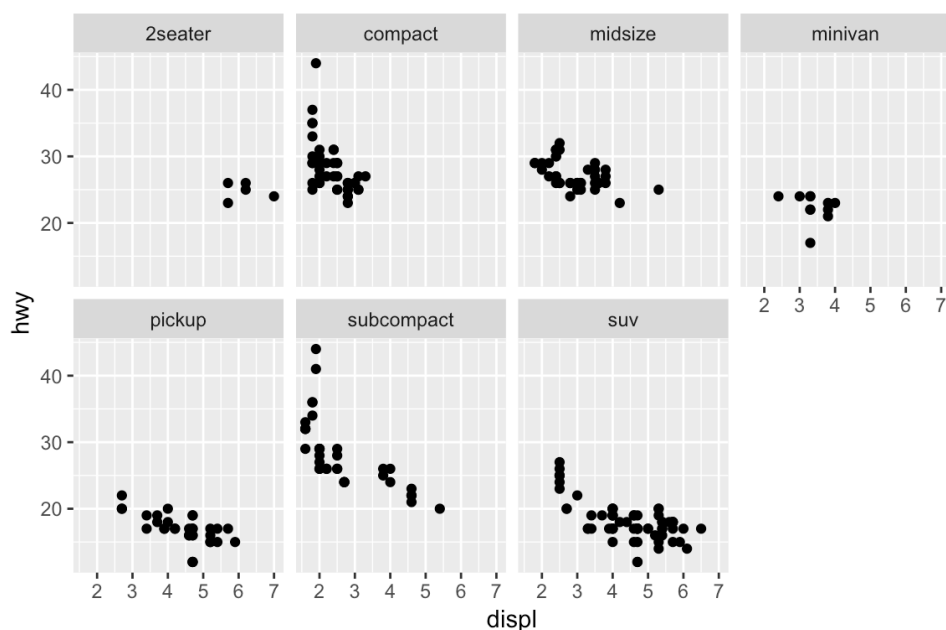 2seater compact midsize minivan
40
30
20
2 3 4 5 6 7
hwy
pickup subcompact suv
40
30
20
2 3 4 5 6 7 2 3 4 5 6 7 2 3 4 5 6 7
displ